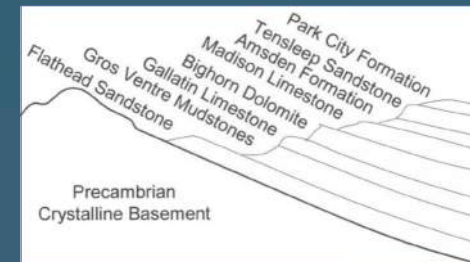 Flathead Sandstone
Gros Ventre Mudstones
Gallatin Limestone
Bighorn Dolomite
Madison Limestone
Amsden Formation
Tensleep Sandstone
Park City Formation
Precambrian
Crystalline Basement